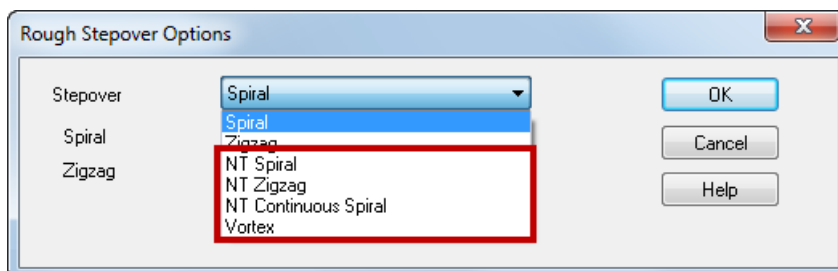 Rough Stepover Options
x
Stepover Spiral OK
Spiral Spiral
Zigzag Cancel
Zigzag NT Spiral
NT Zigzag Help
NT Continuous Spiral
Vortex